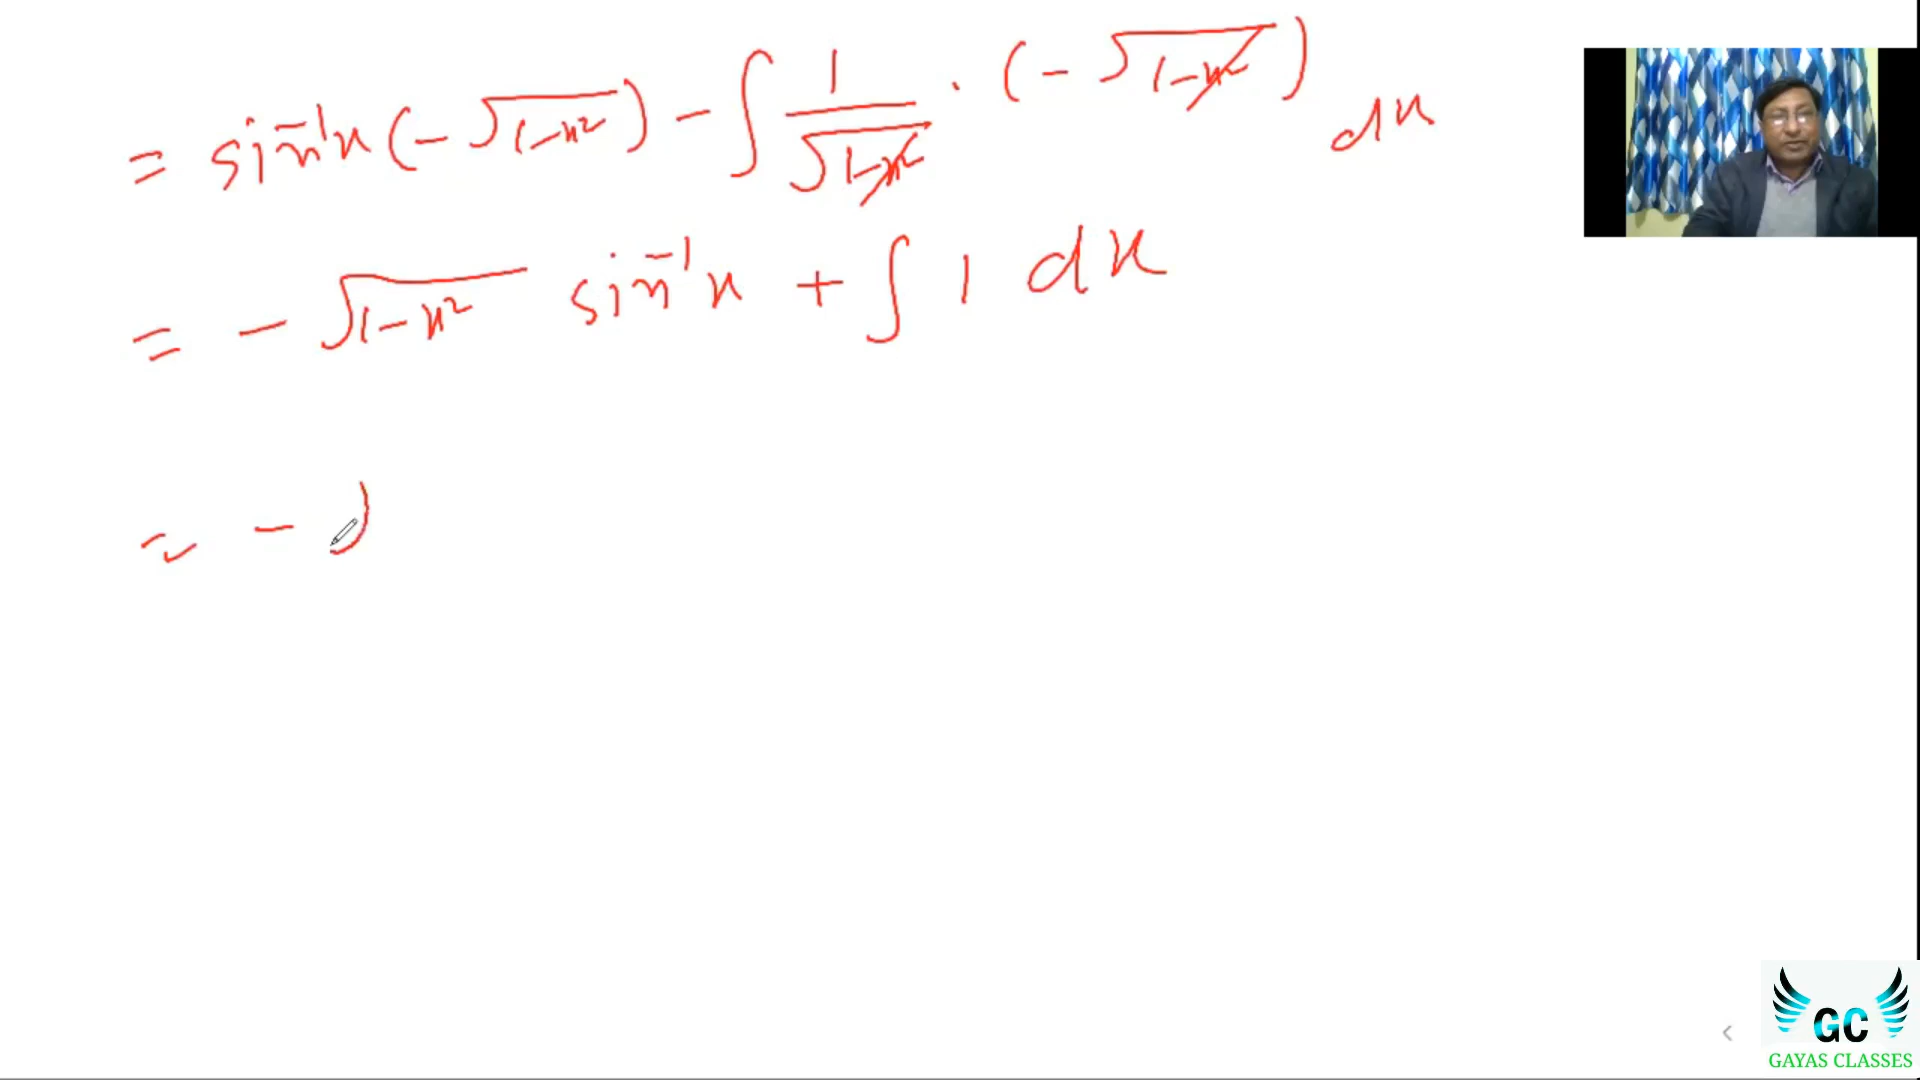 = sin⁻¹x (-√(1-x²)) - ∫ 1/√(1-x²) · (-√(1-x²)) dx
= - √(1-x²) sin⁻¹x + ∫ 1 dx
= -
GC
GAYAS CLASSES